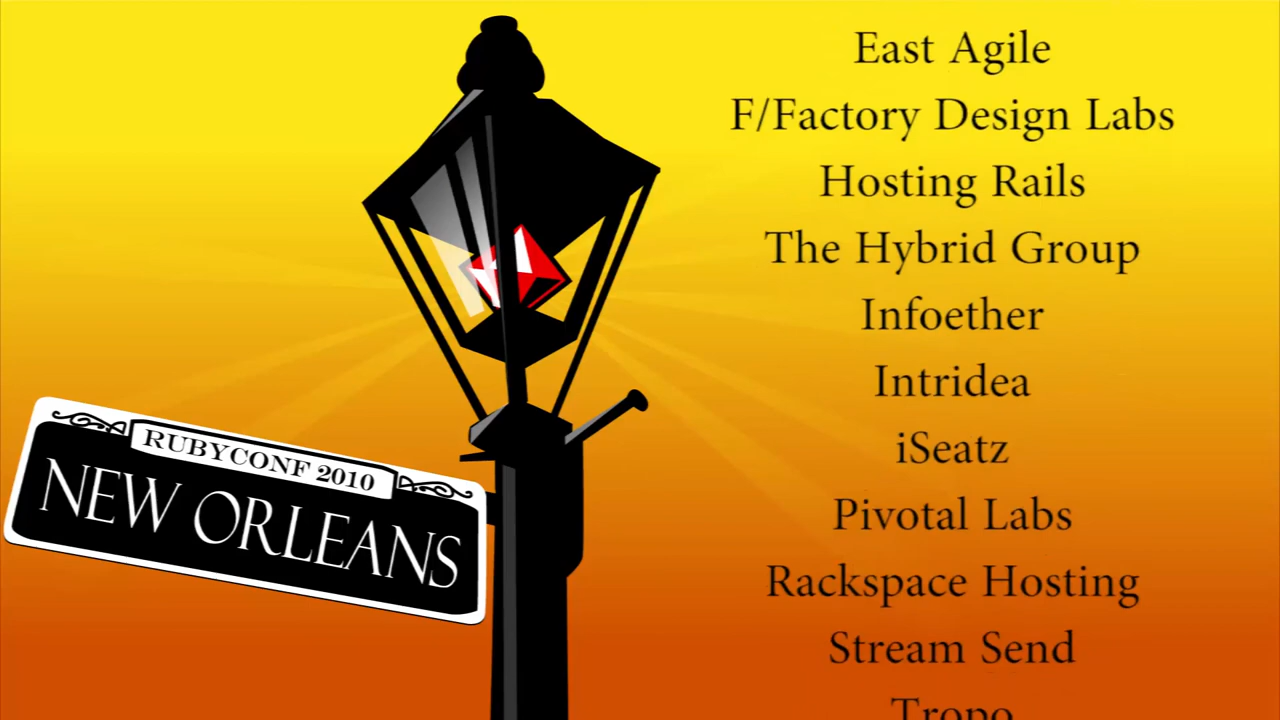 RUBYCONF 2010
NEW ORLEANS
East Agile
F/Factory Design Labs
Hosting Rails
The Hybrid Group
Infoether
Intridea
iSeatz
Pivotal Labs
Rackspace Hosting
Stream Send
Tropo